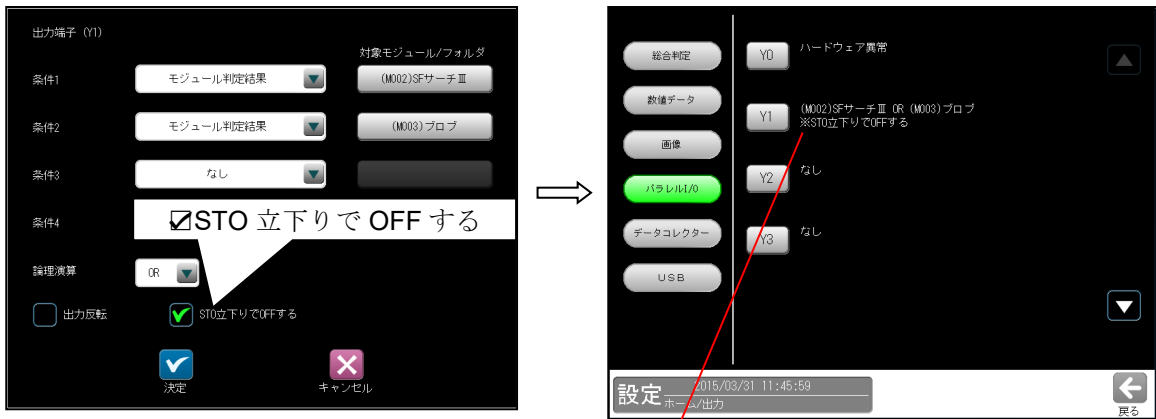 出力端子 (Y1)
対象モジュール/フォルダ
条件1
モジュール判定結果
(M002)SFサーチⅢ
条件2
モジュール判定結果
(M003)ブロブ
条件3
なし
条件4
☑STO 立下りで OFF する
論理演算
OR
出力反転
STO立下りでOFFする
決定
キャンセル
総合判定
数値データ
画像
パラレルI/O
データコレクター
USB
Y0
ハードウェア異常
Y1
(M002)SFサーチⅢ OR (M003)ブロブ
※STO立下りでOFFする
Y2
なし
Y3
なし
設定
2015/03/31 11:45:59
ホーム/出力
戻る